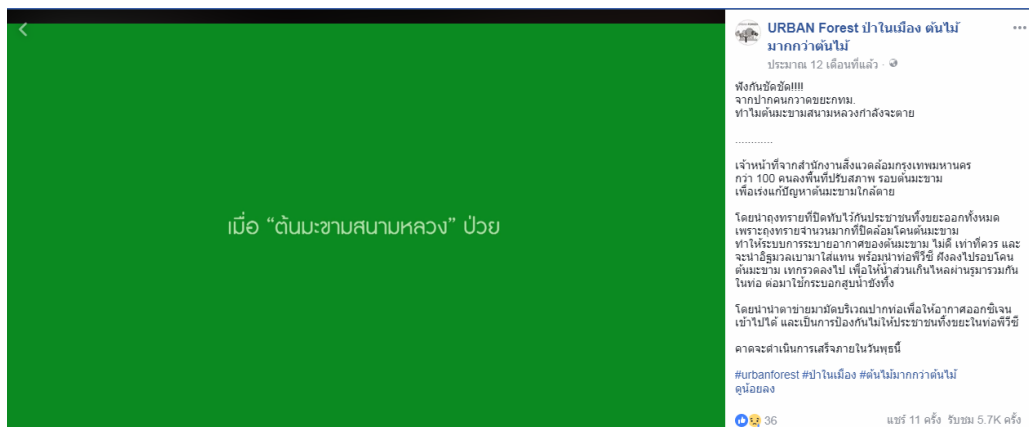 เมื่อ “ต้นมะขามสนามหลวง” ป่วย
URBAN Forest ป่าในเมือง ต้นไม้
มากกว่าต้นไม้
ประมาณ 12 เดือนที่แล้ว ·
ฟังกันชัดชัด!!!!
จากปากคนกวาดขยะกทม.
ทำไมต้นมะขามสนามหลวงกำลังจะตาย
............
เจ้าหน้าที่จากสำนักงานสิ่งแวดล้อมกรุงเทพมหานคร
กว่า 100 คนลงพื้นที่ปรับสภาพ รอบต้นมะขาม
เพื่อเร่งแก้ปัญหาต้นมะขามใกล้ตาย
โดยนำถุงทรายที่ปิดทับไว้กันประชาชนทิ้งขยะออกทั้งหมด
เพราะถุงทรายจำนวนมากที่ปิดล้อมโคนต้นมะขาม
ทำให้ระบบการระบายอากาศของต้นมะขาม ไม่ดี เท่าที่ควร และ
จะนำอิฐมวลเบามาใส่แทน พร้อมนำท่อพีวีซี ฝังลงไปรอบโคน
ต้นมะขาม เทกรวดลงไป เพื่อให้น้ำส่วนเกินไหลผ่านรูมารวมกัน
ในท่อ ต่อมาใช้กระบอกสูบน้ำขังทิ้ง
โดยนำนำตาข่ายมามัดบริเวณปากท่อเพื่อให้อากาศออกซิเจน
เข้าไปได้ และเป็นการป้องกันไม่ให้ประชาชนทิ้งขยะในท่อพีวีซี
คาดจะดำเนินการเสร็จภายในวันพุธนี้
#urbanforest #ป่าในเมือง #ต้นไม้มากกว่าต้นไม้
ดูน้อยลง
36
แชร์ 11 ครั้ง รับชม 5.7K ครั้ง